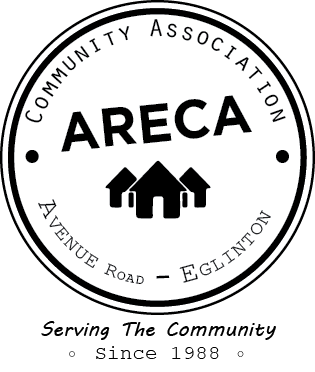 Community Association
ARECA
Avenue Road – Eglinton
Serving The Community
◦ Since 1988 ◦